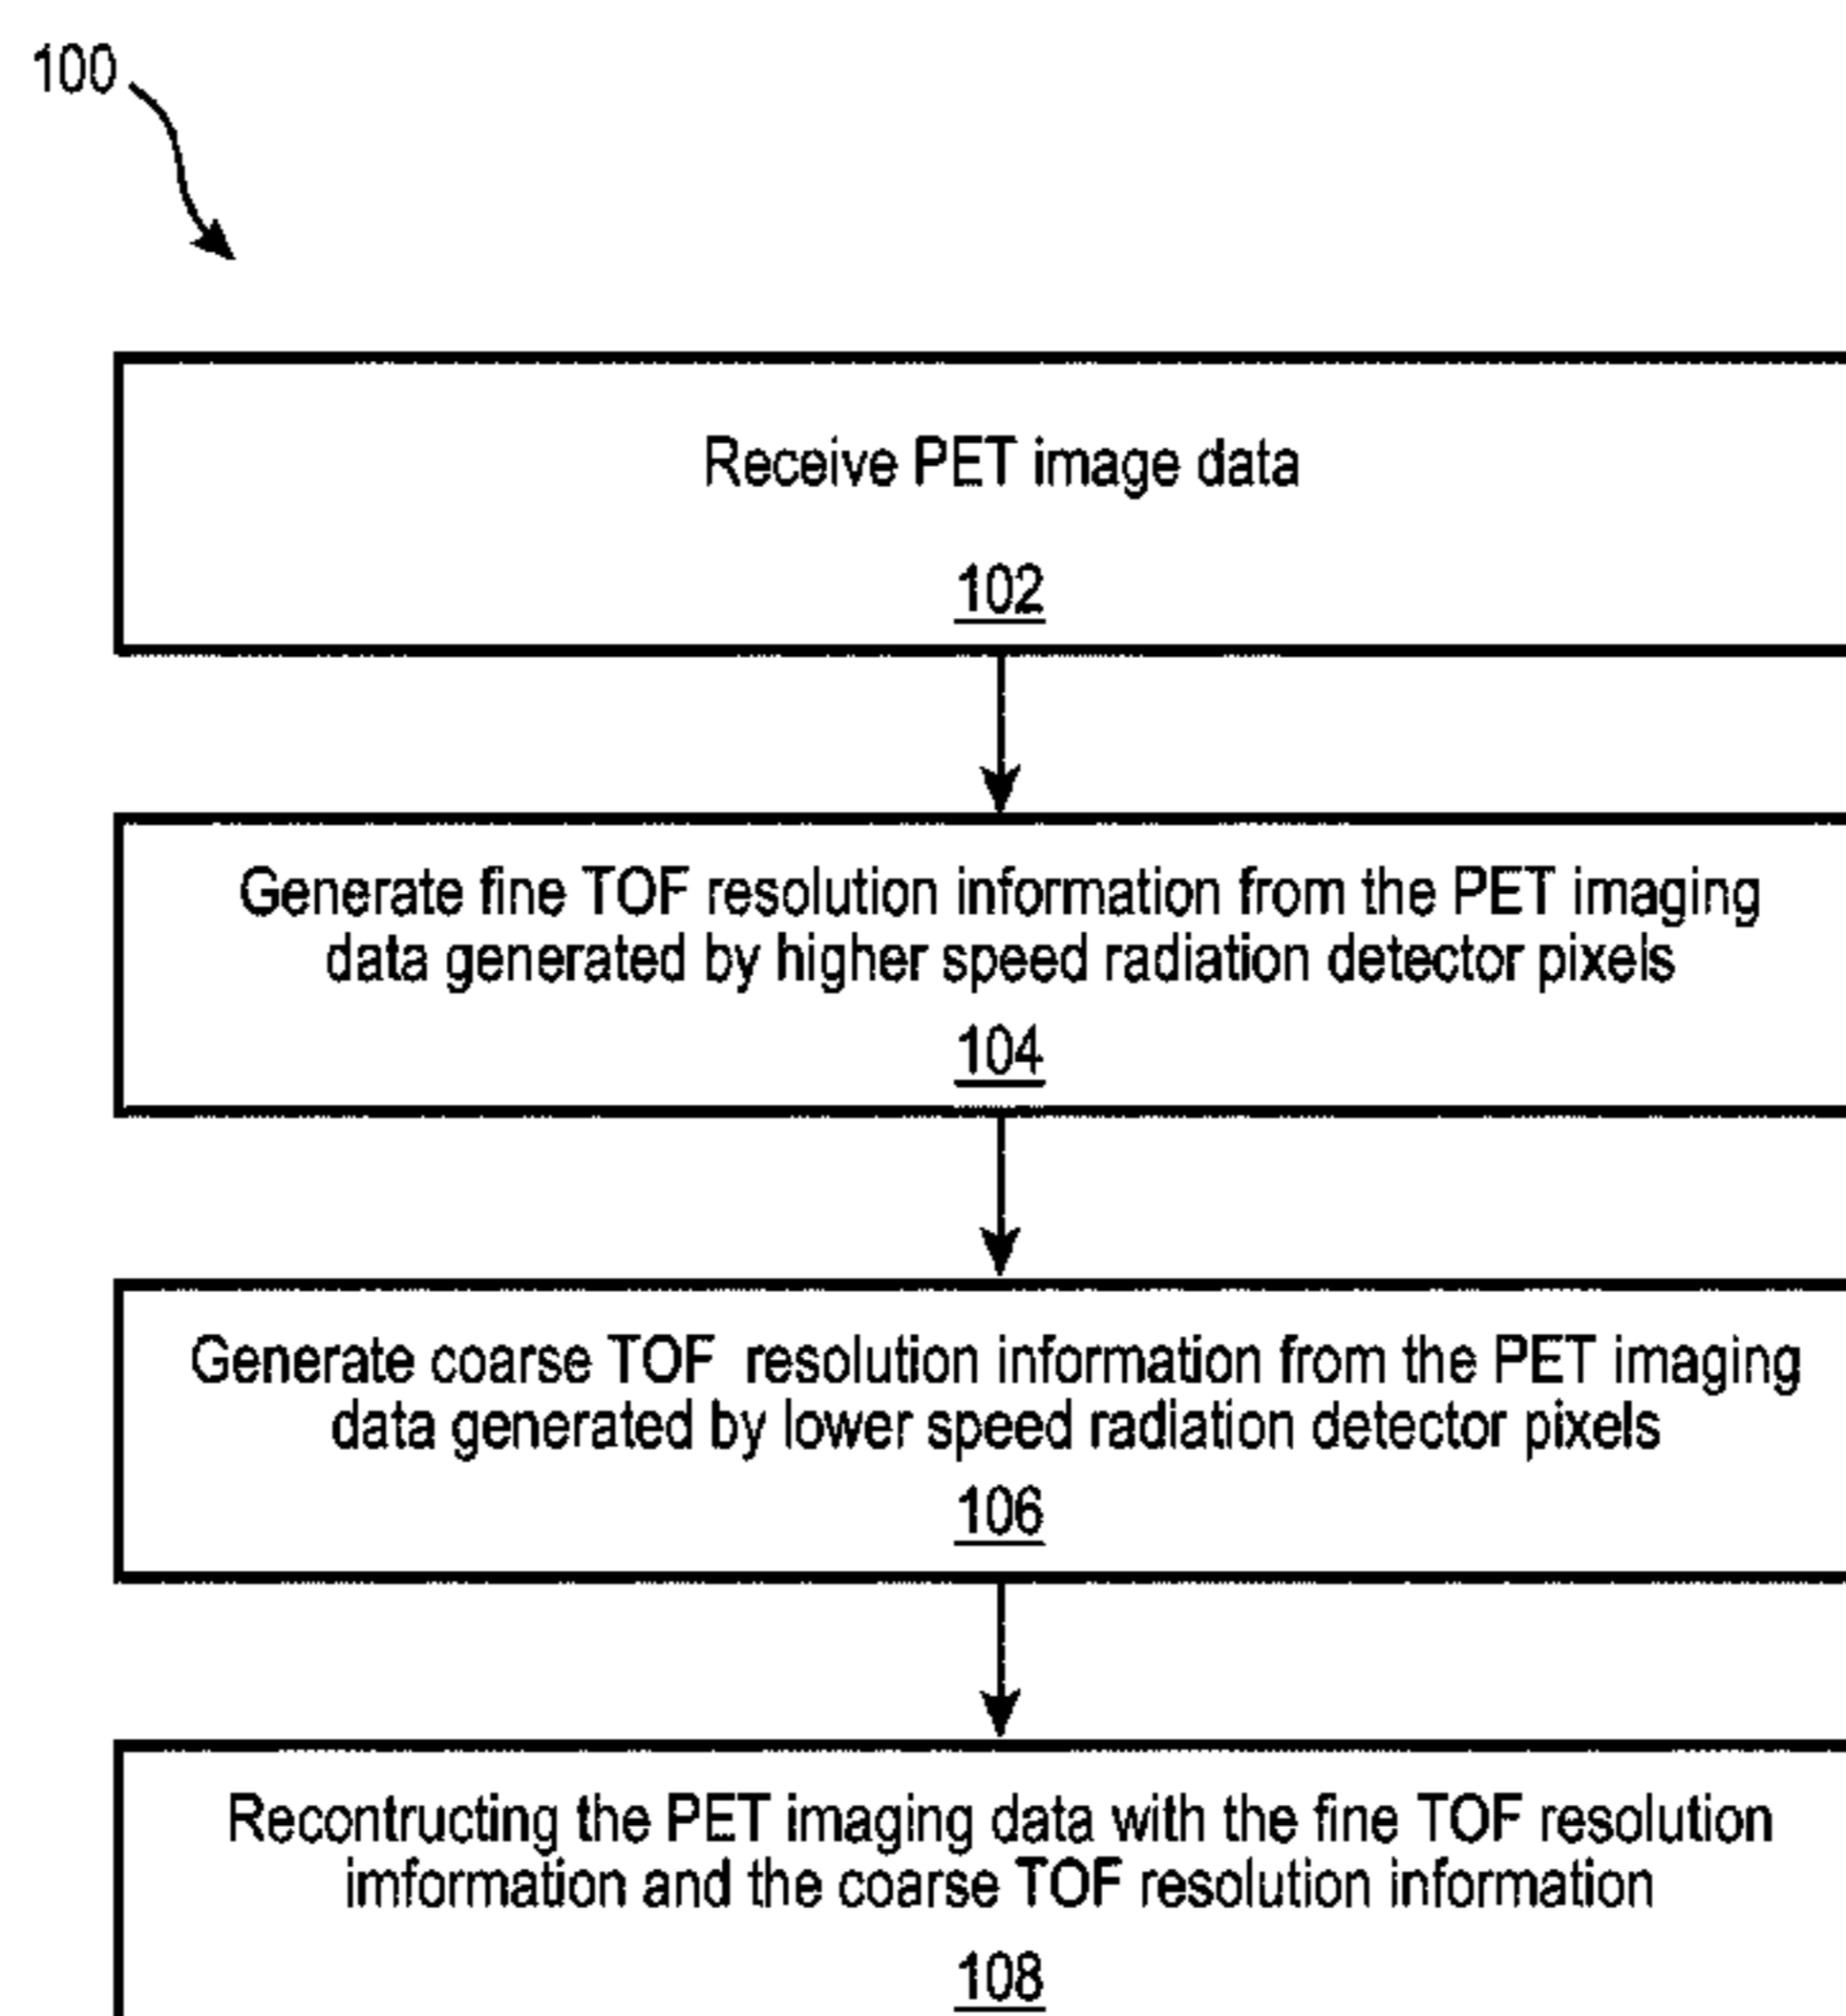 100
Receive PET image data
102
Generate fine TOF resolution information from the PET imaging
data generated by higher speed radiation detector pixels
104
Generate coarse TOF resolution information from the PET imaging
data generated by lower speed radiation detector pixels
106
Recontructing the PET imaging data with the fine TOF resolution
imformation and the coarse TOF resolution information
108